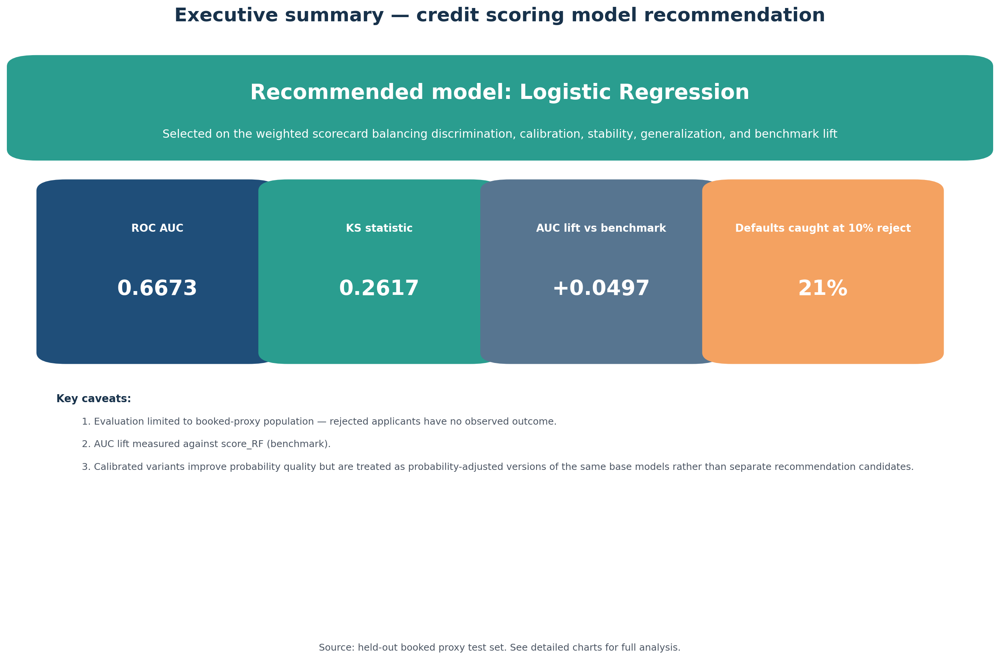 Executive summary — credit scoring model recommendation
Recommended model: Logistic Regression
Selected on the weighted scorecard balancing discrimination, calibration, stability, generalization, and benchmark lift
ROC AUC
0.6673
KS statistic
0.2617
AUC lift vs benchmark
+0.0497
Defaults caught at 10% reject
21%
Key caveats:
1. Evaluation limited to booked-proxy population — rejected applicants have no observed outcome.
2. AUC lift measured against score_RF (benchmark).
3. Calibrated variants improve probability quality but are treated as probability-adjusted versions of the same base models rather than separate recommendation candidates.
Source: held-out booked proxy test set. See detailed charts for full analysis.